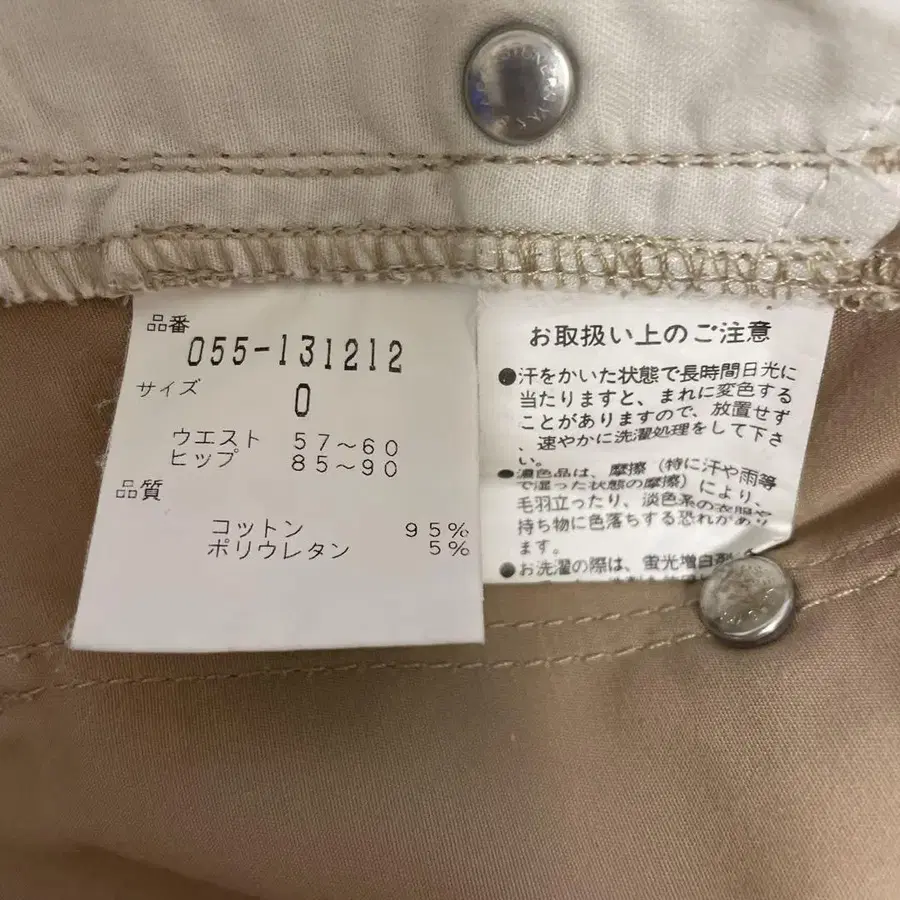 品番
055-131212
サイズ
0
ウエスト 57～60
ヒップ 85～90
品質
コットン 95%
ポリウレタン 5%
お取扱い上のご注意
●汗をかいた状態で長時間日光に
当たりますと、まれに変色する
ことがありますので、放置せず
、速やかに洗濯処理をして下さ
い。
●濃色品は、摩擦（特に汗や雨等
で湿った状態の摩擦）により、
毛羽立ったり、淡色系の衣服や
持ち物に色落ちする恐れがあり
ます。
●お洗濯の際は、蛍光増白剤